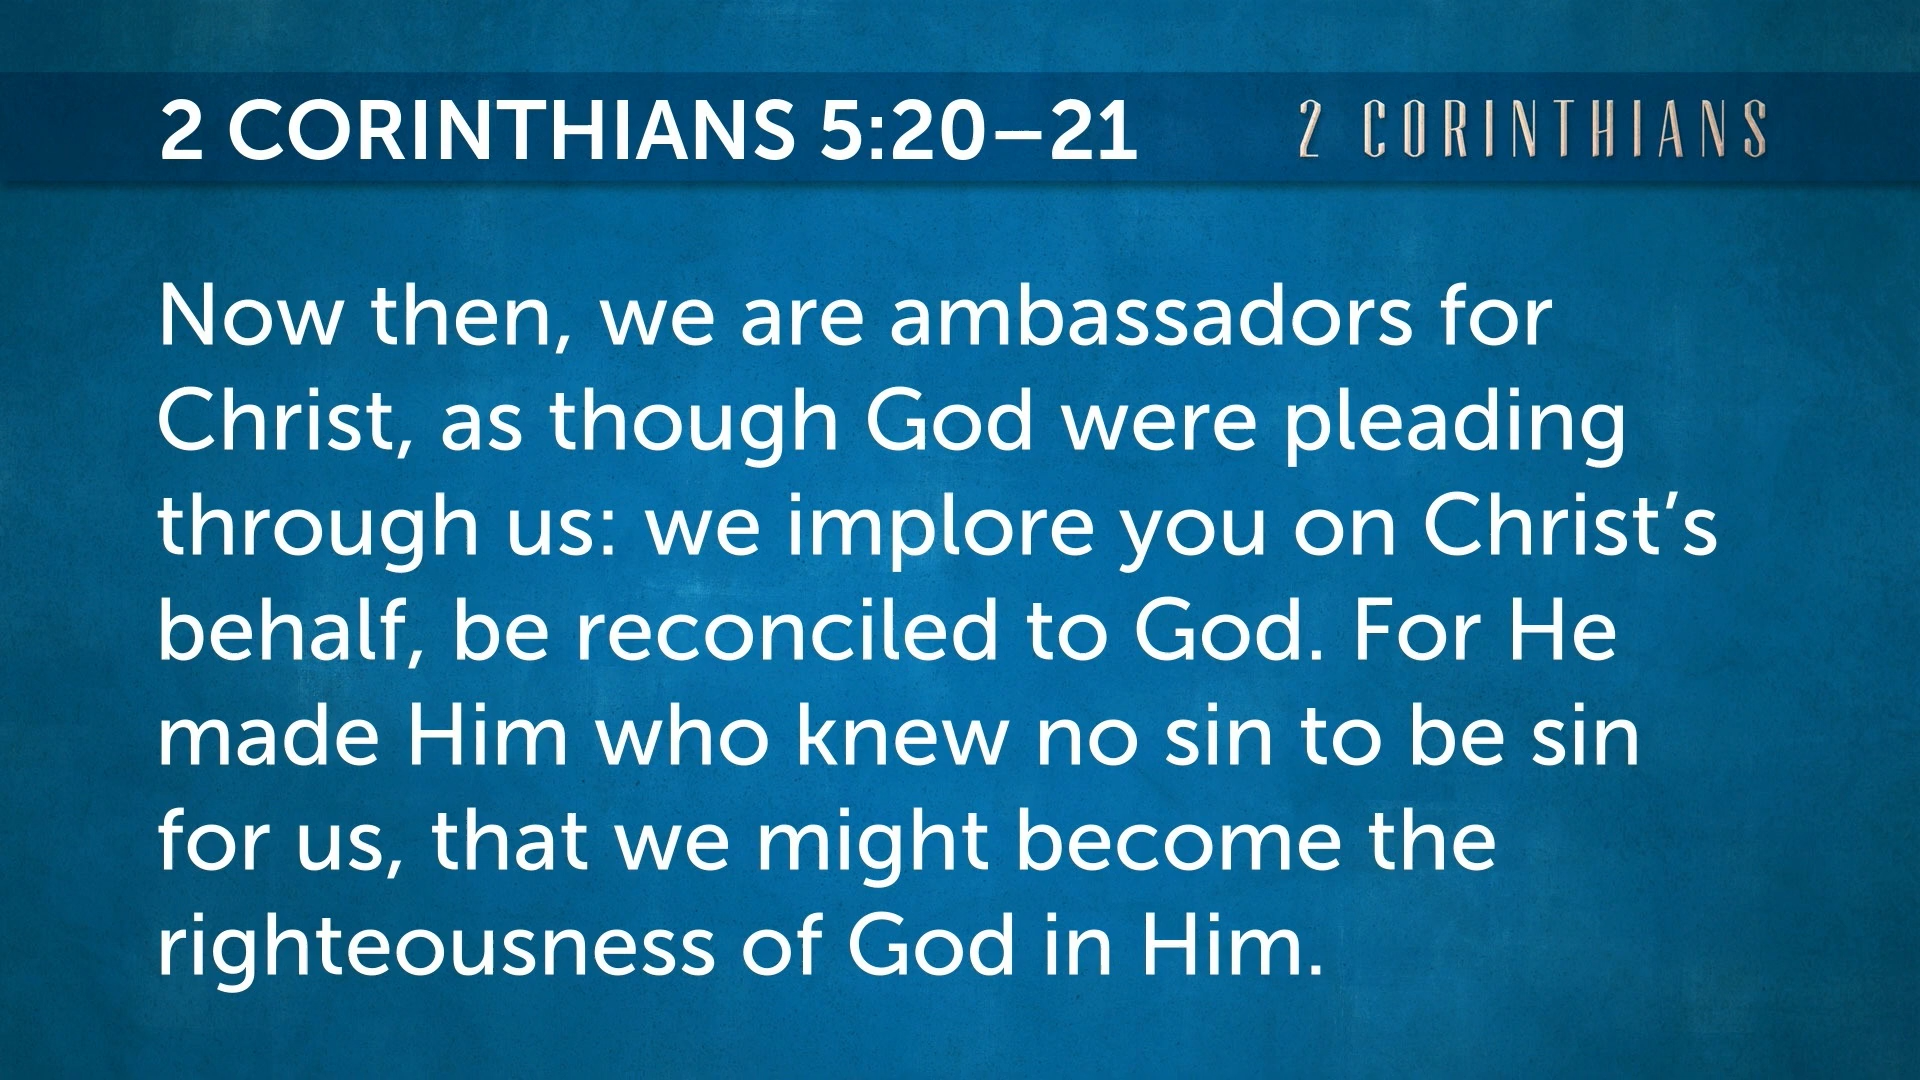 2 CORINTHIANS 5:20–21
2 CORINTHIANS
Now then, we are ambassadors for
Christ, as though God were pleading
through us: we implore you on Christ’s
behalf, be reconciled to God. For He
made Him who knew no sin to be sin
for us, that we might become the
righteousness of God in Him.